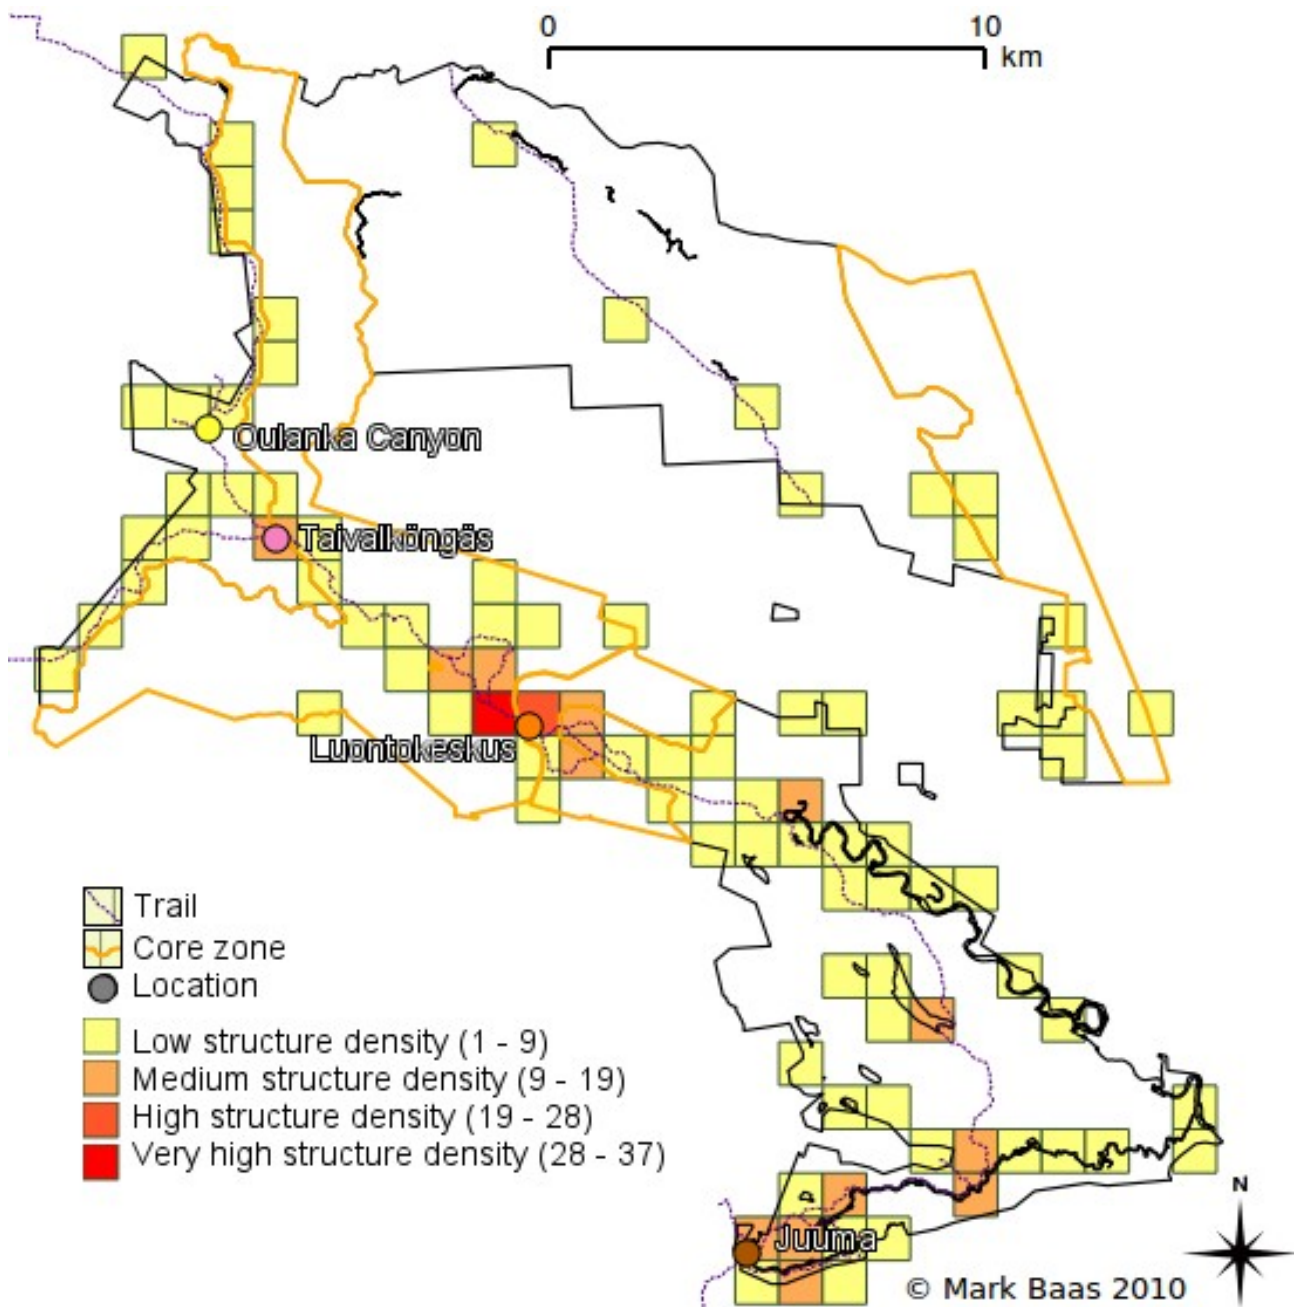 0 10
km
Oulanka Canyon
Taivalköngäs
Luontokeskus
Trail
Core zone
Location
Low structure density (1 - 9)
Medium structure density (9 - 19)
High structure density (19 - 28)
Very high structure density (28 - 37)
N
Juuma
© Mark Baas 2010